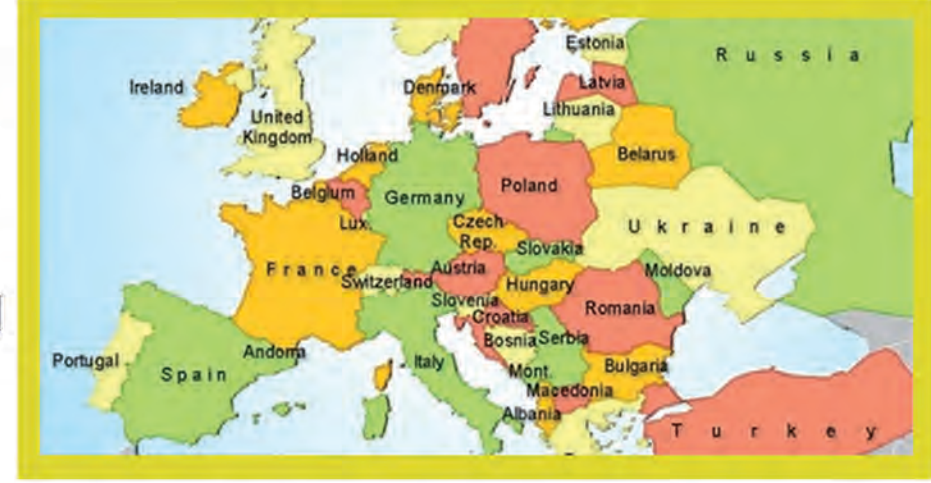 Estonia
Russia
Latvia
Ireland
Denmark
Lithuania
United
Kingdom
Holland
Belarus
Belgum
Germany
Poland
Lux.
Czech
Rep.
Ukraine
Slovakia
France
Switzerland
Austria
Moldova
Hungary
Slovenia
Croatia
Romania
Bosnia
Serbia
Portugal
Andorra
Spain
Italy
Mont.
Bulgaria
Macedonia
Albania
Turkey